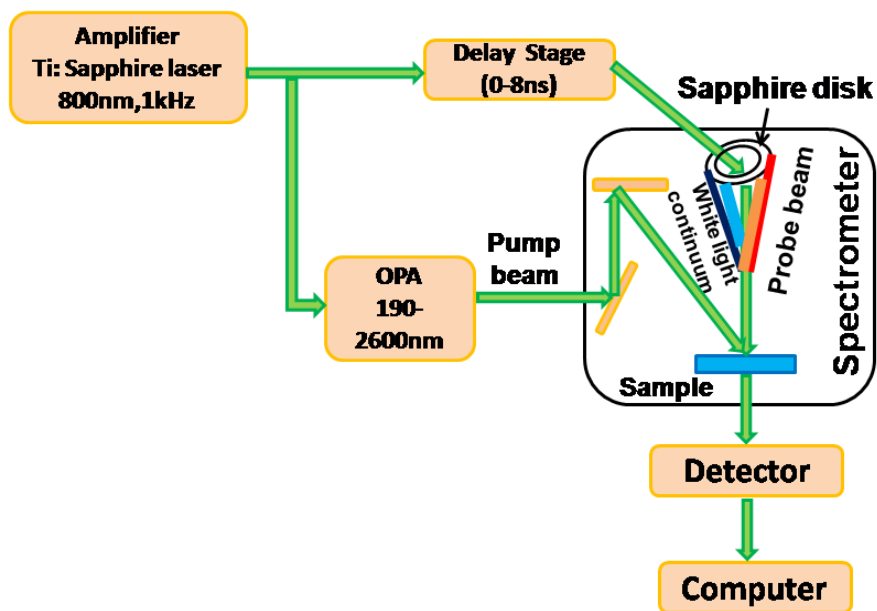 Amplifier
Ti: Sapphire laser
800nm,1kHz
Delay Stage
(0-8ns)
Sapphire disk
Spectrometer
White light
continuum
Probe beam
Pump
beam
OPA
190-
2600nm
Sample
Detector
Computer